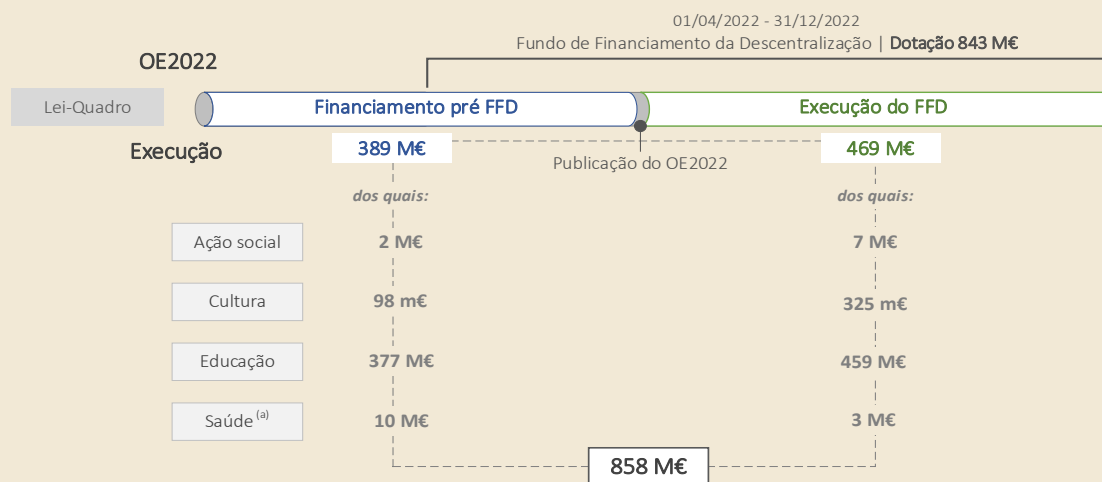 01/04/2022 - 31/12/2022
Fundo de Financiamento da Descentralização | Dotação 843 M€
OE2022
Lei-Quadro
Financiamento pré FFD
Execução do FFD
Execução
389 M€
469 M€
Publicação do OE2022
dos quais:
dos quais:
Ação social
2 M€
7 M€
Cultura
98 m€
325 m€
Educação
377 M€
459 M€
Saúde (a)
10 M€
3 M€
858 M€